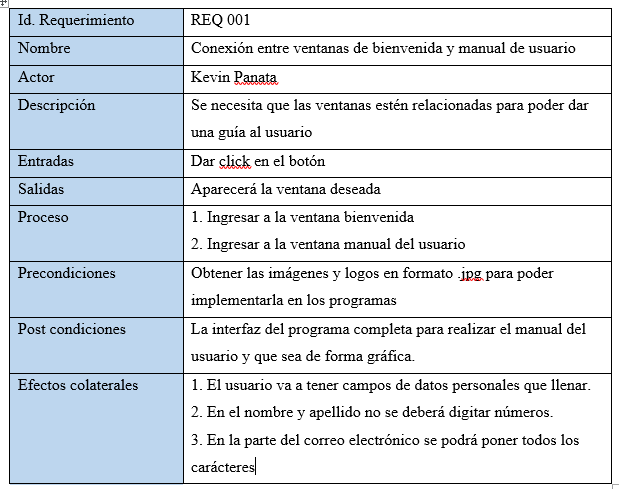 Id. Requerimiento REQ 001
Nombre Conexión entre ventanas de bienvenida y manual de usuario
Actor Kevin Panata
Descripción Se necesita que las ventanas estén relacionadas para poder dar
una guía al usuario
Entradas Dar click en el botón
Salidas Aparecerá la ventana deseada
Proceso 1. Ingresar a la ventana bienvenida
2. Ingresar a la ventana manual del usuario
Precondiciones Obtener las imágenes y logos en formato .jpg para poder
implementarla en los programas
Post condiciones La interfaz del programa completa para realizar el manual del
usuario y que sea de forma gráfica.
Efectos colaterales 1. El usuario va a tener campos de datos personales que llenar.
2. En el nombre y apellido no se deberá digitar números.
3. En la parte del correo electrónico se podrá poner todos los
carácteres